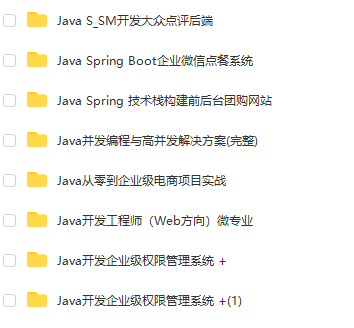 Java S_SM开发大众点评后端
Java Spring Boot企业微信点餐系统
Java Spring 技术栈构建前后台团购网站
Java并发编程与高并发解决方案(完整)
Java从零到企业级电商项目实战
Java开发工程师（Web方向）微专业
Java开发企业级权限管理系统 +
Java开发企业级权限管理系统 +(1)